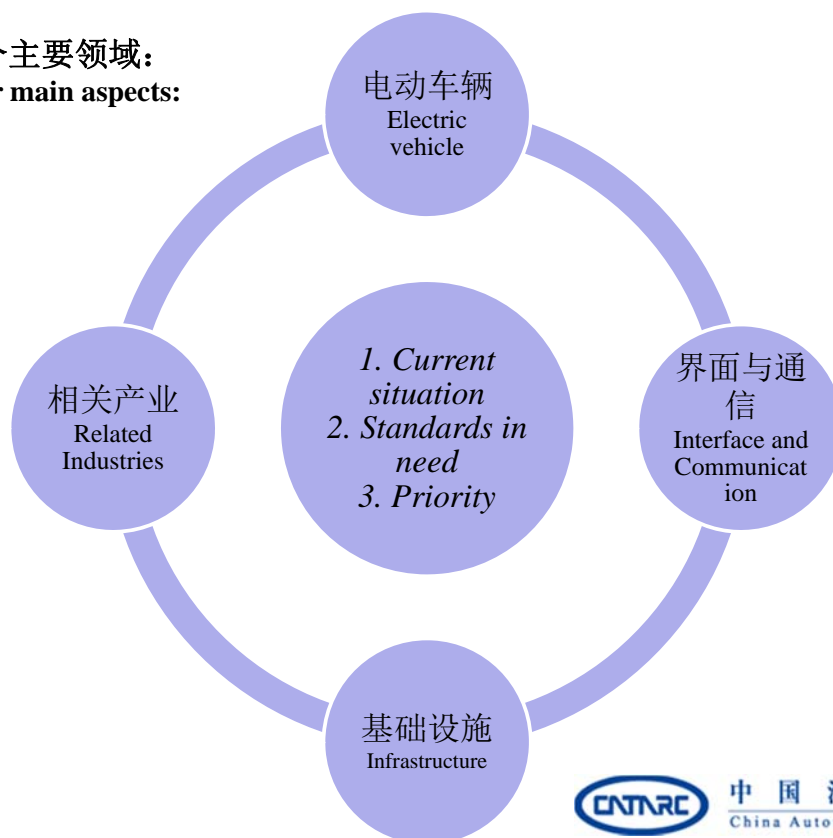 主要领域：
main aspects:
电动车辆
Electric
vehicle
相关产业
Related
Industries
1. Current
situation
2. Standards in
need
3. Priority
界面与通
信
Interface and
Communicat
ion
基础设施
Infrastructure
CATARC
中 国
China Auto